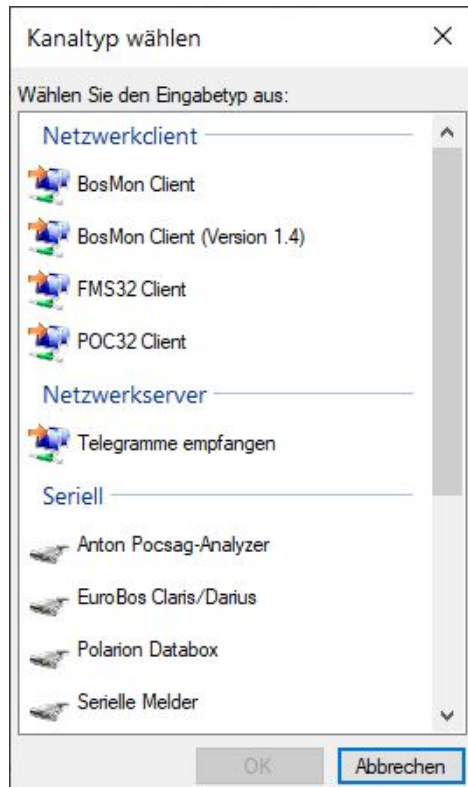 Kanaltyp wählen
Wählen Sie den Eingabetyp aus:
Netzwerkclient
BosMon Client
BosMon Client (Version 1.4)
FMS32 Client
POC32 Client
Netzwerkserver
Telegramme empfangen
Seriell
Anton Pocsag-Analyzer
EuroBos Claris/Darius
Polarion Databox
Serielle Melder
OK
Abbrechen